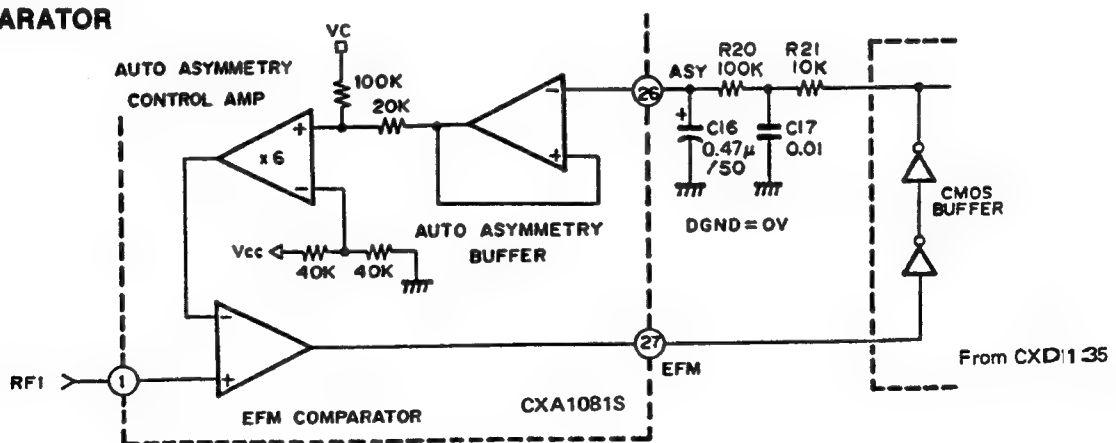 ARATOR
VC
AUTO ASYMMETRY
CONTROL AMP
100K
20K
+
× 6
−
−
+
AUTO ASYMMETRY
BUFFER
Vcc
40K
40K
26
ASY
R20
100K
R21
10K
+
C16
0.47µ
/50
C17
0.01
DGND=0V
CMOS
BUFFER
−
+
RF1
1
27
EFM
EFM COMPARATOR
CXA1081S
From CXD1135